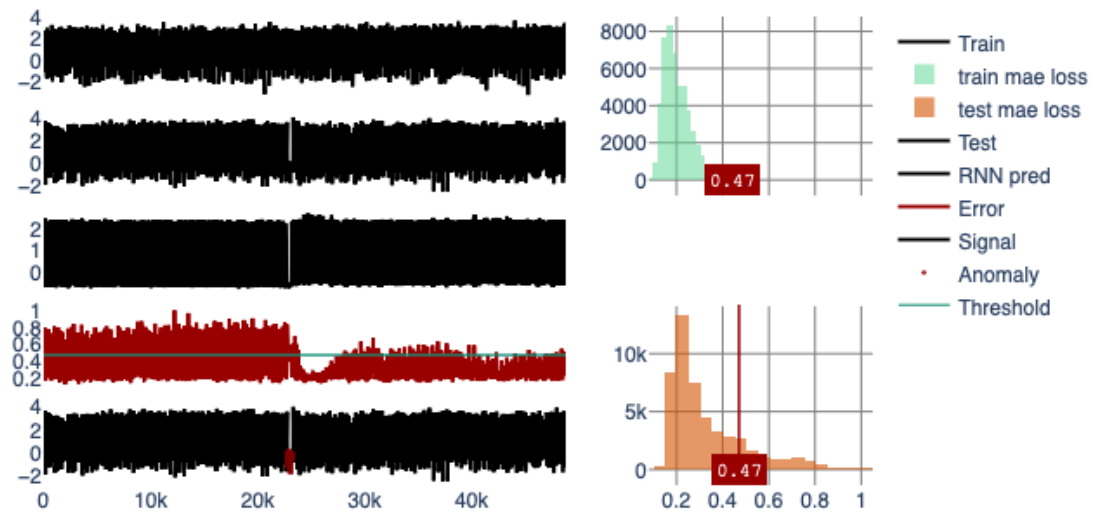 4
2
0
−2
4
2
0
−2
2
1
0
1
0.8
0.6
0.4
0.2
4
2
0
−2
0 10k 20k 30k 40k
8000
6000
4000
2000
0
0.47
10k
5k
0
0.47
0.2 0.4 0.6 0.8 1
Train
train mae loss
test mae loss
Test
RNN pred
Error
Signal
Anomaly
Threshold